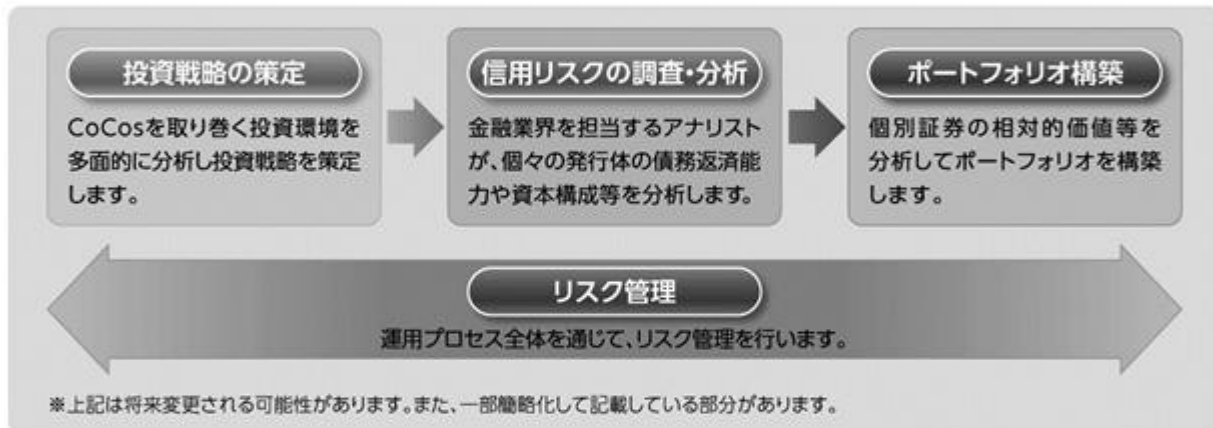 投資戦略の策定
CoCosを取り巻く投資環境を
多面的に分析し投資戦略を策定
します。
信用リスクの調査・分析
金融業界を担当するアナリスト
が、個々の発行体の債務返済能
力や資本構成等を分析します。
ポートフォリオ構築
個別証券の相対的価値等を
分析してポートフォリオを構築
します。
リスク管理
運用プロセス全体を通じて、リスク管理を行います。
※上記は将来変更される可能性があります。また、一部簡略化して記載している部分があります。